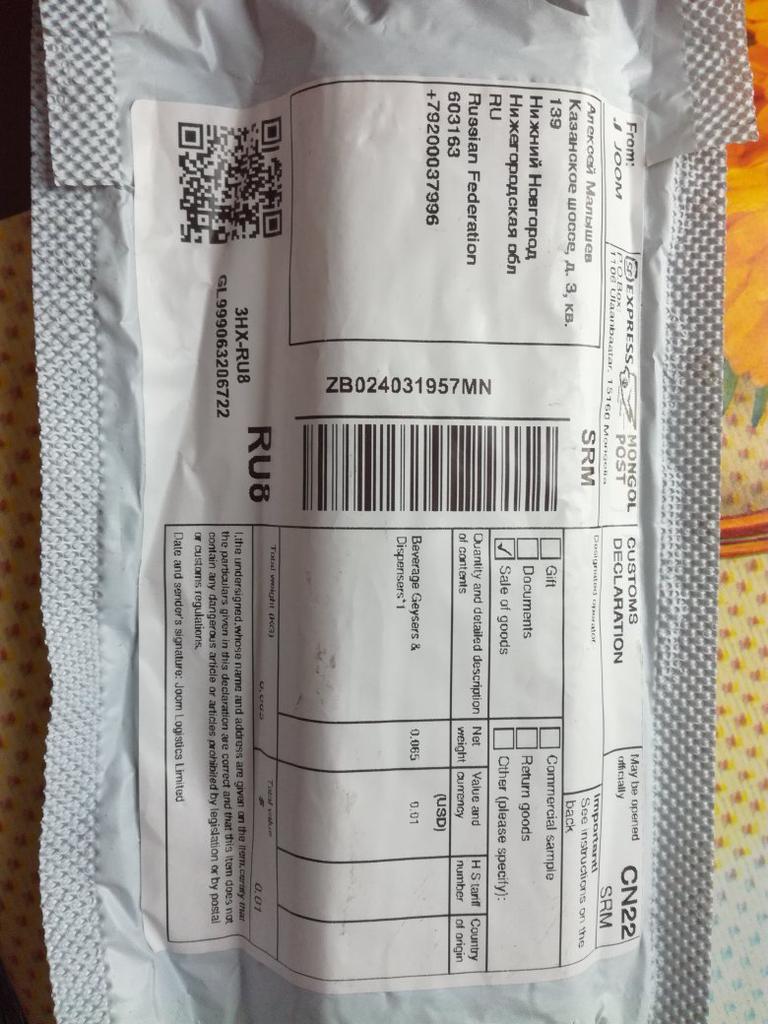 From:
JOOM
EXPRESS
MONGOL
POST
P.O.Box:
1106 Ulaanbaatar, 15160 Mongolia
CUSTOMS
DECLARATION
May be opened
officially
CN22
SRM
Алексей Малышев
Казанское шоссе, д. 3, кв.
139
Нижний Новгород
Нижегородская обл
RU
Russian Federation
603163
+79200037996
SRM
ZB024031957MN
3HX-RU8
GL999063206722
RU8
Designated operator
Important!
See instructions on the
back
Gift
Commercial sample
Documents
Return goods
✓ Sale of goods
Other (please specify):
Quantity and detailed description
of contents
Net
weight
Value and
currency
(USD)
H S tariff
number
Country
of origin
Beverage Geysers &
Dispensers*1
0.065
0.01
Total weight (KG)
0.065
Total value
0.01
I,the undersigned,whose name and address are given on the item,certify that
the particulars given in this declaration are correct and that this item does not
contain any dangerous article or articles prohibited by legislation or by postal
or customs regulations.
Date and sender's signature: Joom Logistics Limited